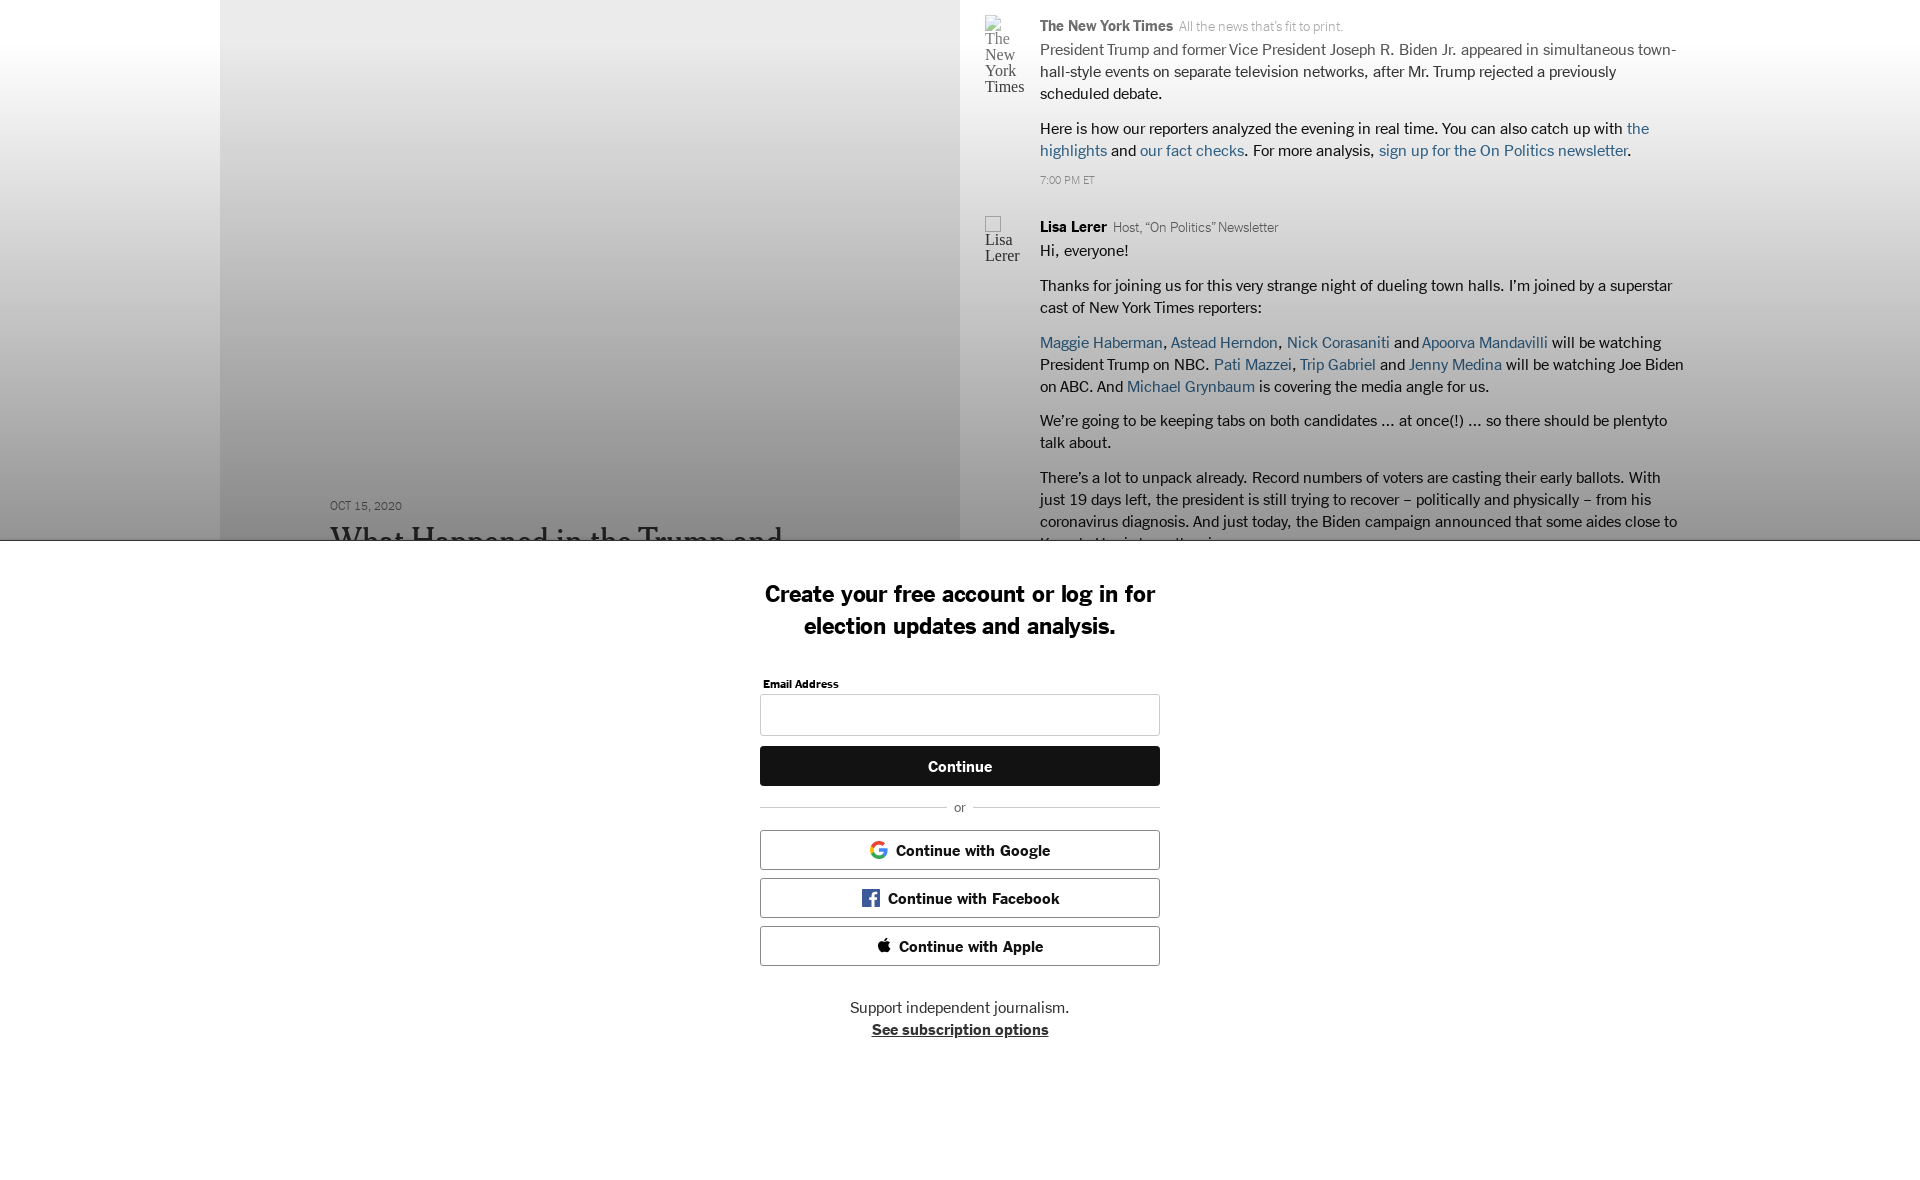 The New York Times All the news that's fit to print.
The
New
York
Times
President Trump and former Vice President Joseph R. Biden Jr. appeared in simultaneous town-
hall-style events on separate television networks, after Mr. Trump rejected a previously
scheduled debate.
Here is how our reporters analyzed the evening in real time. You can also catch up with the
highlights and our fact checks. For more analysis, sign up for the On Politics newsletter.
7:00 PM ET
Lisa
Lerer
Lisa Lerer Host, “On Politics” Newsletter
Hi, everyone!
Thanks for joining us for this very strange night of dueling town halls. I’m joined by a superstar
cast of New York Times reporters:
Maggie Haberman, Astead Herndon, Nick Corasaniti and Apoorva Mandavilli will be watching
President Trump on NBC. Pati Mazzei, Trip Gabriel and Jenny Medina will be watching Joe Biden
on ABC. And Michael Grynbaum is covering the media angle for us.
We’re going to be keeping tabs on both candidates … at once(!) … so there should be plentyto
talk about.
There’s a lot to unpack already. Record numbers of voters are casting their early ballots. With
just 19 days left, the president is still trying to recover – politically and physically – from his
coronavirus diagnosis. And just today, the Biden campaign announced that some aides close to
OCT 15, 2020
What Happened in the Trump and
Create your free account or log in for
election updates and analysis.
Email Address
Continue
or
Continue with Google
Continue with Facebook
Continue with Apple
Support independent journalism.
See subscription options